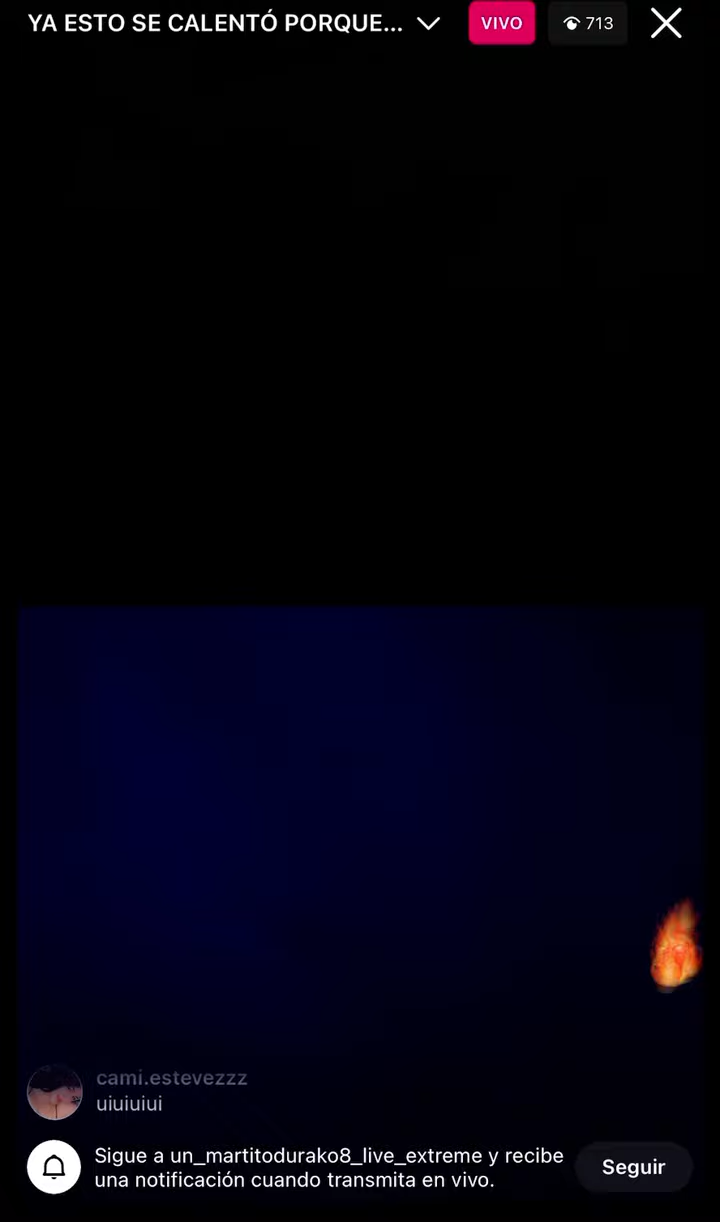 YA ESTO SE CALENTÓ PORQUE...
VIVO
713
cami.estevezzz
uiuiuiui
Sigue a un_martitodurako8_live_extreme y recibe
una notificación cuando transmita en vivo.
Seguir